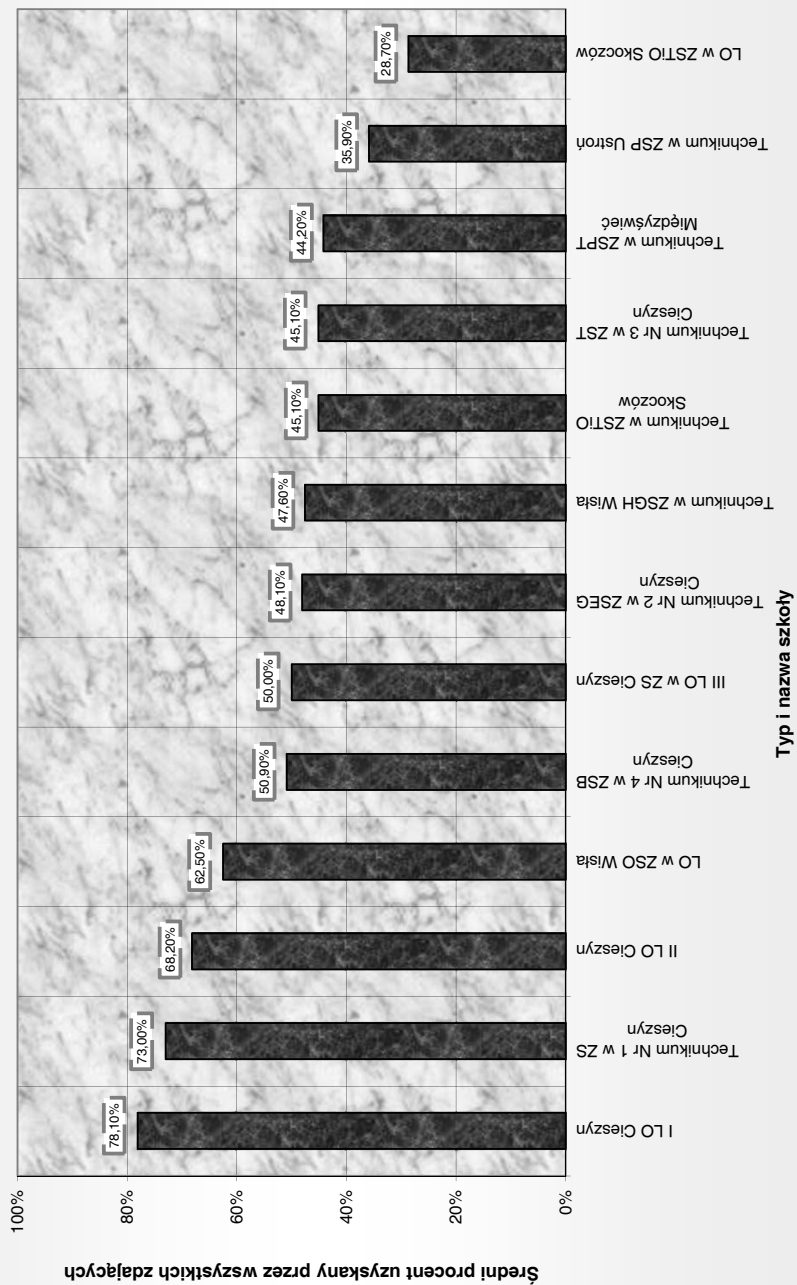 Średni procent uzyskany przez wszystkich zdających
100%
80%
60%
40%
20%
0%
78,10%
73,00%
68,20%
62,50%
50,90%
50,00%
48,10%
47,60%
45,10%
45,10%
44,20%
35,90%
28,70%
I LO Cieszyn
Technikum Nr 1 w ZS
Cieszyn
II LO Cieszyn
LO w ZSO Wisła
Technikum Nr 4 w ZSB
Cieszyn
III LO w ZS Cieszyn
Technikum Nr 2 w ZSEG
Cieszyn
Technikum w ZSGH Wisła
Technikum w ZSTiO
Skoczów
Technikum Nr 3 w ZST
Cieszyn
Technikum w ZSPT
Międzyświeć
Technikum w ZSP Ustroń
LO w ZSTiO Skoczów
Typ i nazwa szkoły